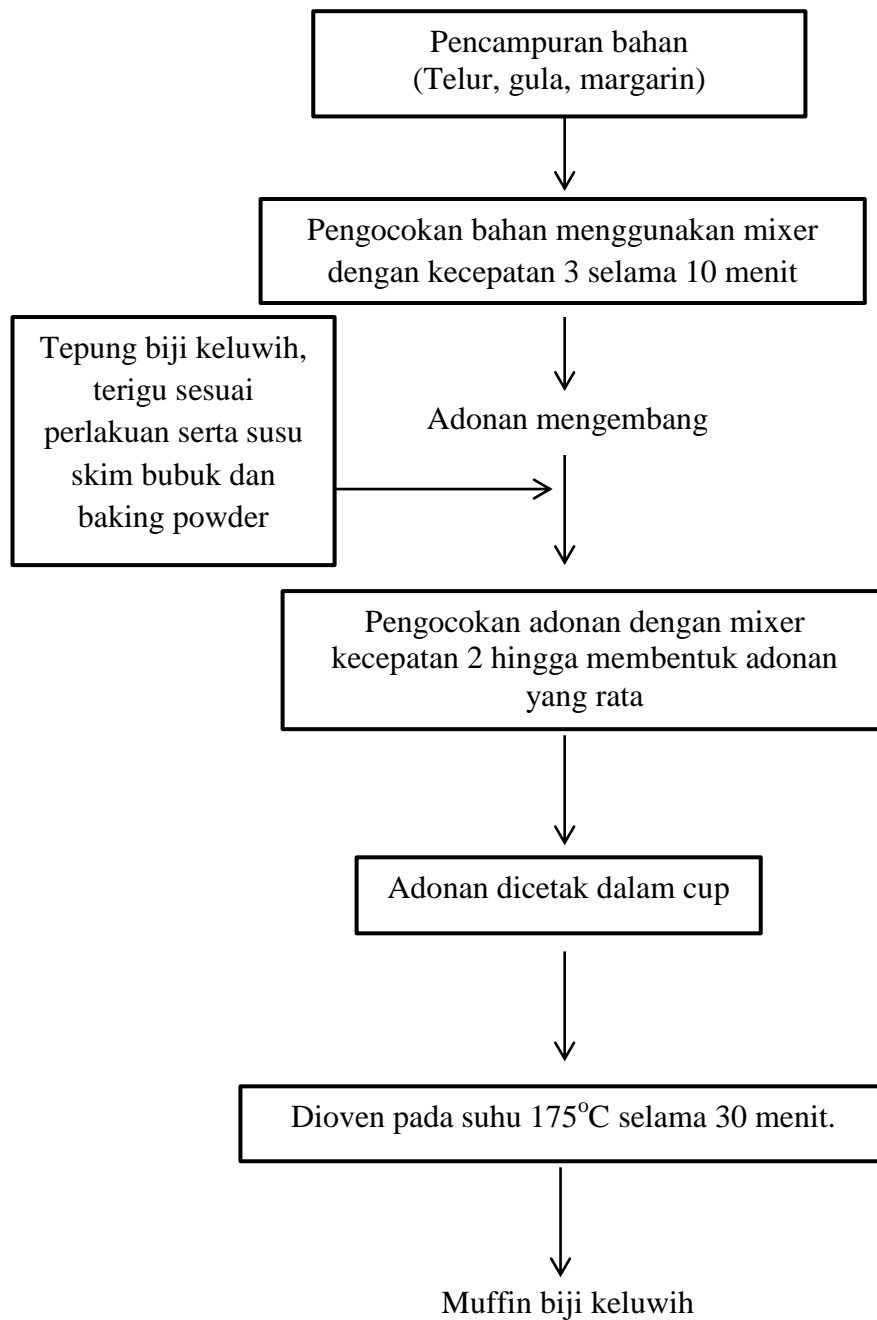 Pencampuran bahan
(Telur, gula, margarin)
Pengocokan bahan menggunakan mixer
dengan kecepatan 3 selama 10 menit
Tepung biji keluwih,
terigu sesuai
perlakuan serta susu
skim bubuk dan
baking powder
Adonan mengembang
Pengocokan adonan dengan mixer
kecepatan 2 hingga membentuk adonan
yang rata
Adonan dicetak dalam cup
Dioven pada suhu 175°C selama 30 menit.
Muffin biji keluwih